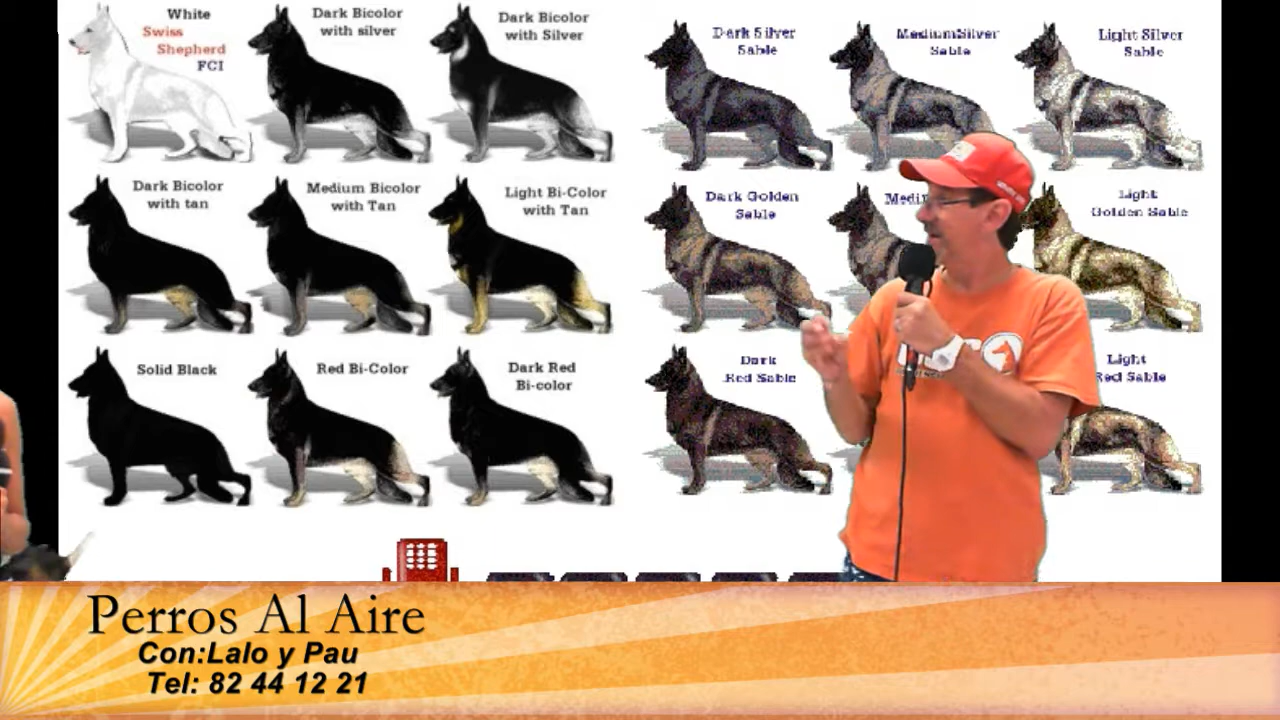 White
Swiss
Shepherd
FCI
Dark Bicolor
with silver
Dark Bicolor
with Silver
Dark Silver
Sable
MediumSilver
Sable
Light Silver
Sable
Dark Bicolor
with tan
Medium Bicolor
with Tan
Light Bi-Color
with Tan
Dark Golden
Sable
Light
Golden Sable
Solid Black
Red Bi-Color
Dark Red
Bi-color
Dark
Red Sable
Light
Red Sable
Perros Al Aire
Con:Lalo y Pau
Tel: 82 44 12 21